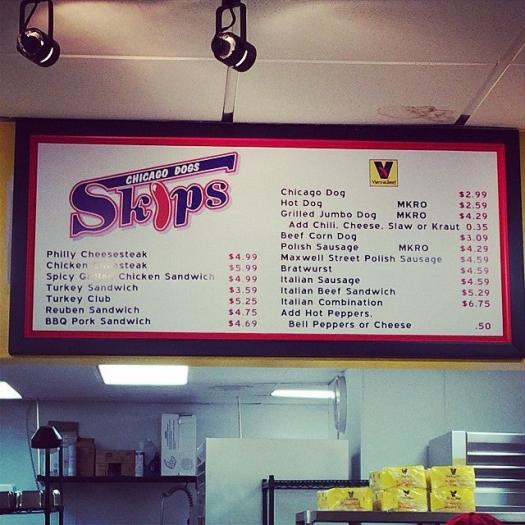 CHICAGO DOGS
Skips
Vienna Beef
Philly Cheesesteak $4.99
Chicken Cheesesteak $5.99
Spicy Grilled Chicken Sandwich $4.99
Turkey Sandwich $3.59
Turkey Club $5.25
Reuben Sandwich $4.75
BBQ Pork Sandwich $4.69
Chicago Dog $2.99
Hot Dog MKRO $2.59
Grilled Jumbo Dog MKRO $4.29
Add Chili, Cheese, Slaw or Kraut 0.35
Beef Corn Dog $3.09
Polish Sausage MKRO $4.29
Maxwell Street Polish Sausage $4.59
Bratwurst $4.59
Italian Sausage $4.59
Italian Beef Sandwich $5.29
Italian Combination $6.75
Add Hot Peppers,
Bell Peppers or Cheese .50